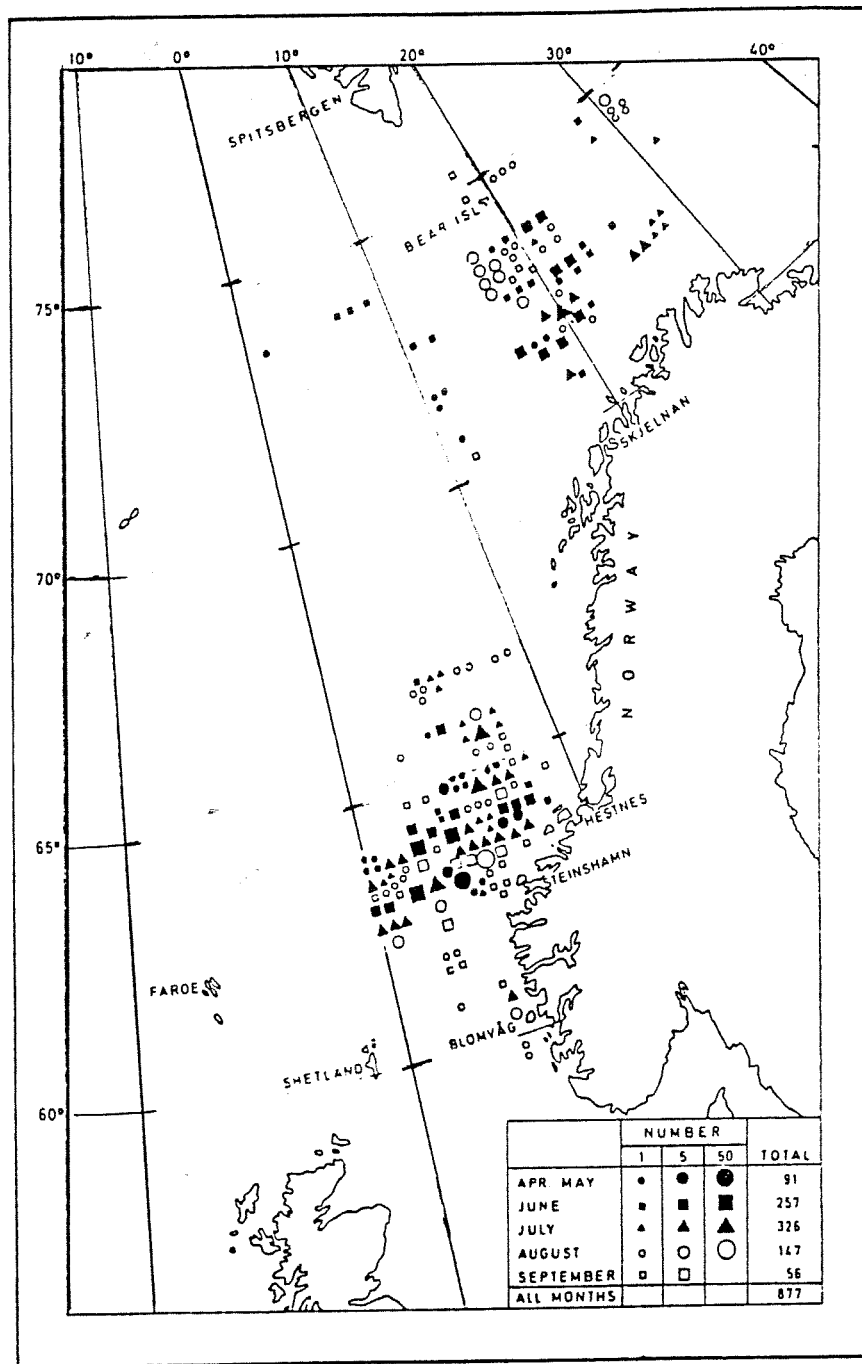 10° 0° 10° 20° 30° 40°
SPITSBERGEN
BEAR ISL
75°
SKJELNAN
70°
NORWAY
65°
HESTNES
STEINSHAMN
FAROE
BLOMVÅG
SHETLAND
60°
NUMBER
1 5 50 TOTAL
APR. MAY 91
JUNE 257
JULY 326
AUGUST 147
SEPTEMBER 56
ALL MONTHS 877